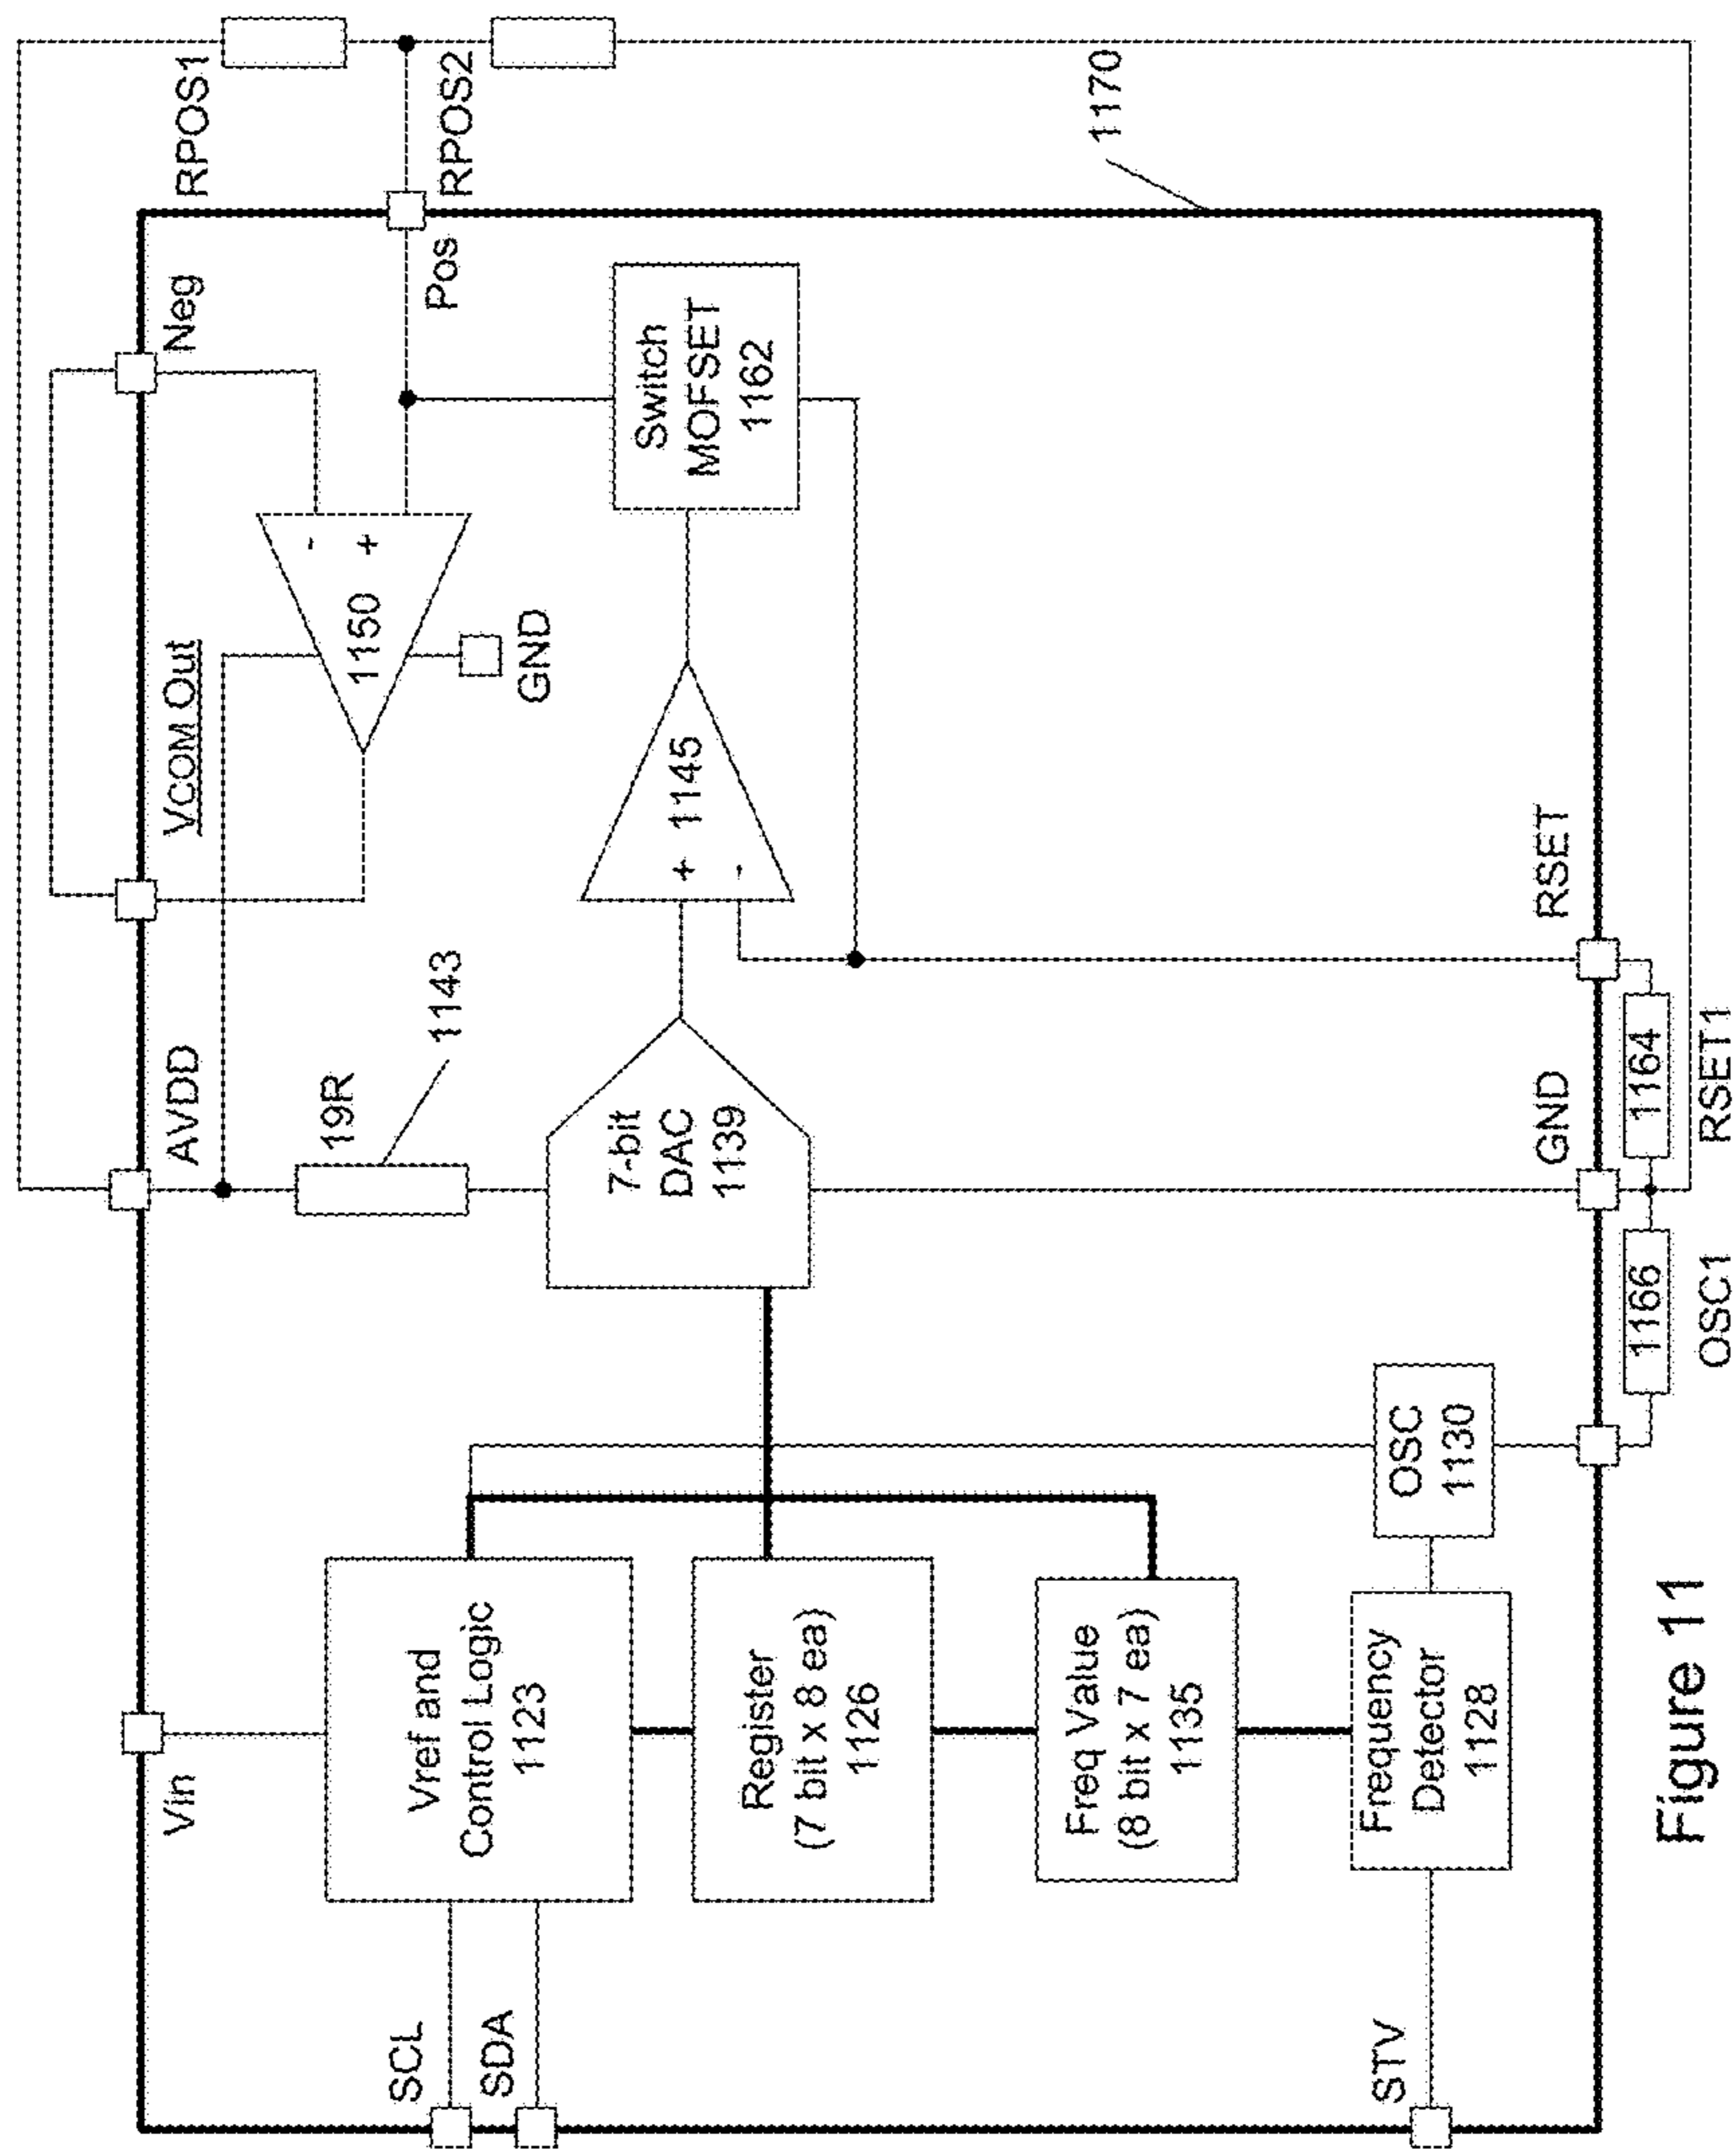 Vin
AVDD
VCOM Out
Neg
RPOS1
RPOS2
Pos
SCL
SDA
STV
Vref and
Control Logic
1123
Register
(7 bit x 8 ea)
1126
Freq Value
(8 bit x 7 ea)
1135
Frequency
Detector
1128
OSC
1130
19R
1143
7-bit
DAC
1139
+
-
1145
-
+
1150
GND
Switch
MOFSET
1162
1170
GND
RSET
1166
1164
OSC1
RSET1
Figure 11